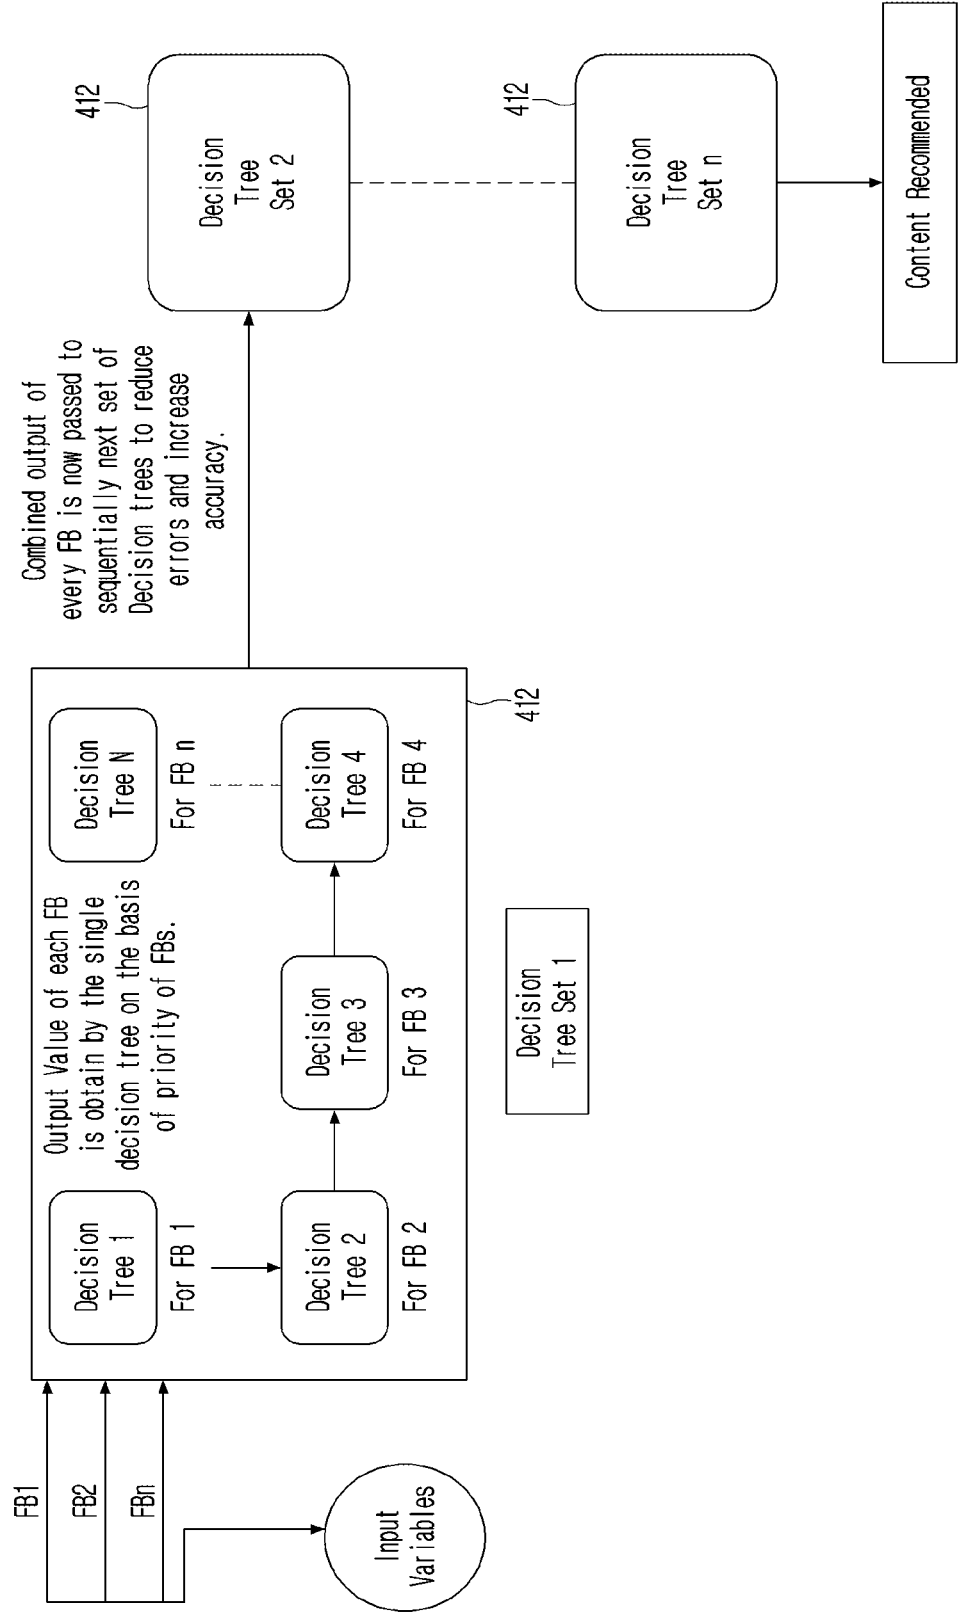 FB1
FB2
FBn
Input
Variables
Decision
Tree 1
For FB 1
Output Value of each FB
is obtain by the single
decision tree on the basis
of priority of FBs.
Decision
Tree N
For FB n
Decision
Tree 2
For FB 2
Decision
Tree 3
For FB 3
Decision
Tree 4
For FB 4
412
Decision
Tree Set 1
Combined output of
every FB is now passed to
sequentially next set of
Decision trees to reduce
errors and increase
accuracy.
412
Decision
Tree
Set 2
412
Decision
Tree
Set n
Content Recommended